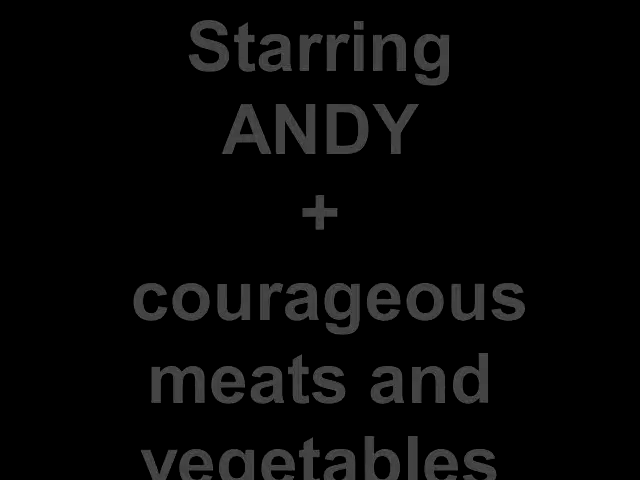 Starring
ANDY
+
courageous
meats and
vegetables